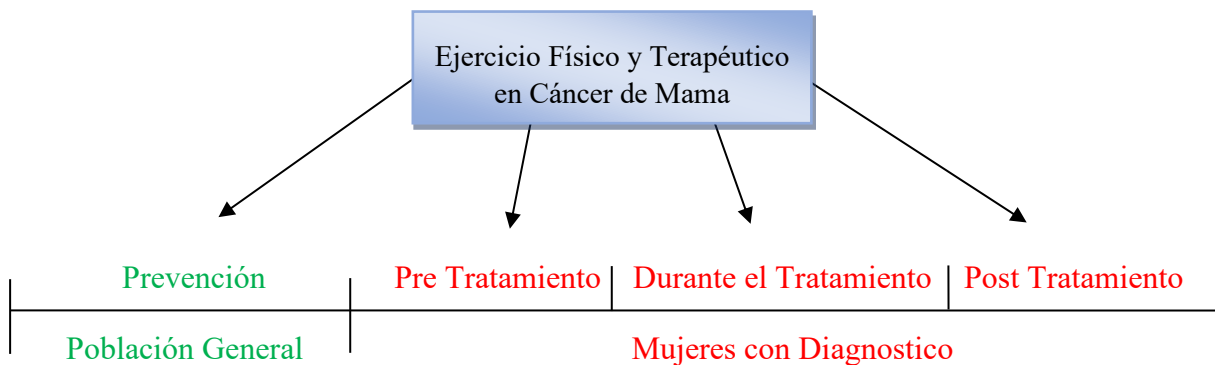 Ejercicio Físico y Terapéutico
en Cáncer de Mama
Prevención
Pre Tratamiento
Durante el Tratamiento
Post Tratamiento
Población General
Mujeres con Diagnostico